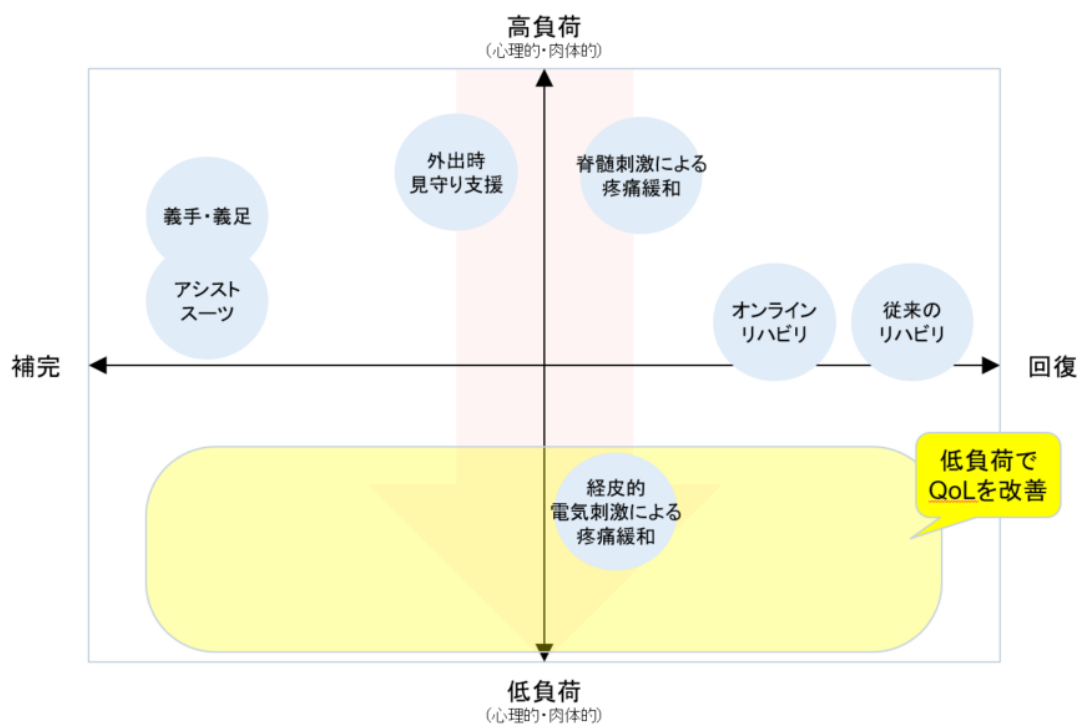 高負荷
(心理的・肉体的)
外出時
見守り支援
脊髄刺激による
疼痛緩和
義手・義足
アシスト
スーツ
オンライン
リハビリ
従来の
リハビリ
補完
回復
低負荷で
QoLを改善
経皮的
電気刺激による
疼痛緩和
低負荷
(心理的・肉体的)